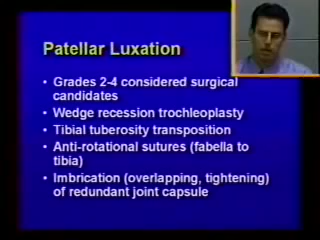 Patellar Luxation
• Grades 2-4 considered surgical
candidates
• Wedge recession trochleoplasty
• Tibial tuberosity transposition
• Anti-rotational sutures (fabella to
tibia)
• Imbrication (overlapping, tightening)
of redundant joint capsule